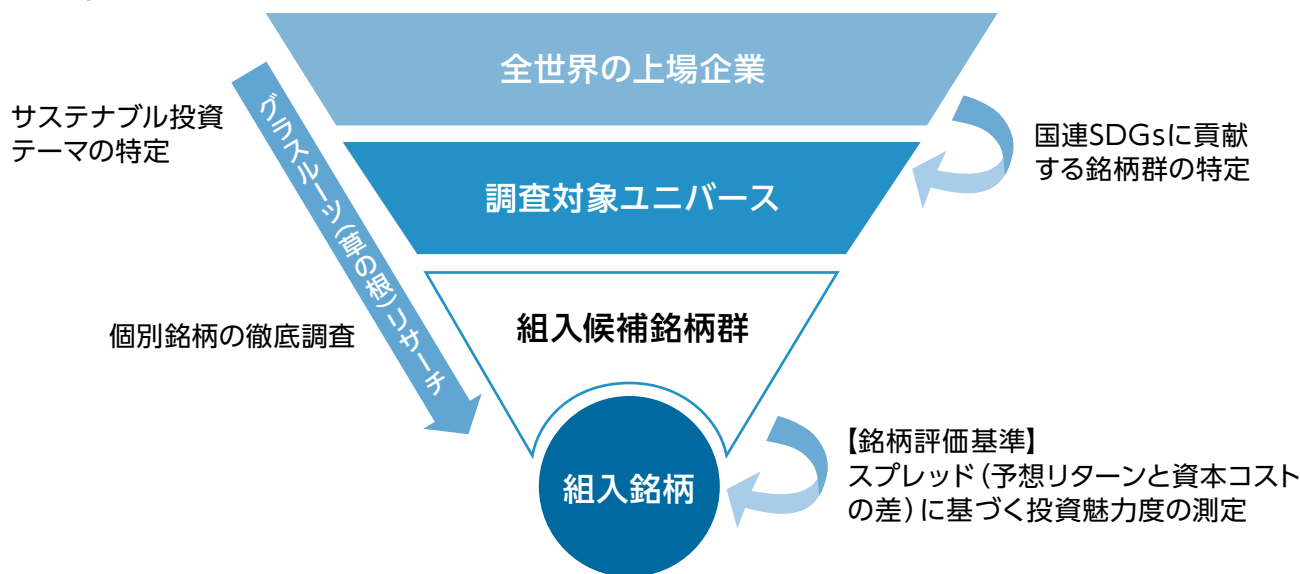 全世界の上場企業
サステナブル投資
テーマの特定
グラスルーツ(草の根)リサーチ
国連SDGsに貢献
する銘柄群の特定
調査対象ユニバース
個別銘柄の徹底調査
組入候補銘柄群
【銘柄評価基準】
スプレッド(予想リターンと資本コスト
の差)に基づく投資魅力度の測定
組入銘柄